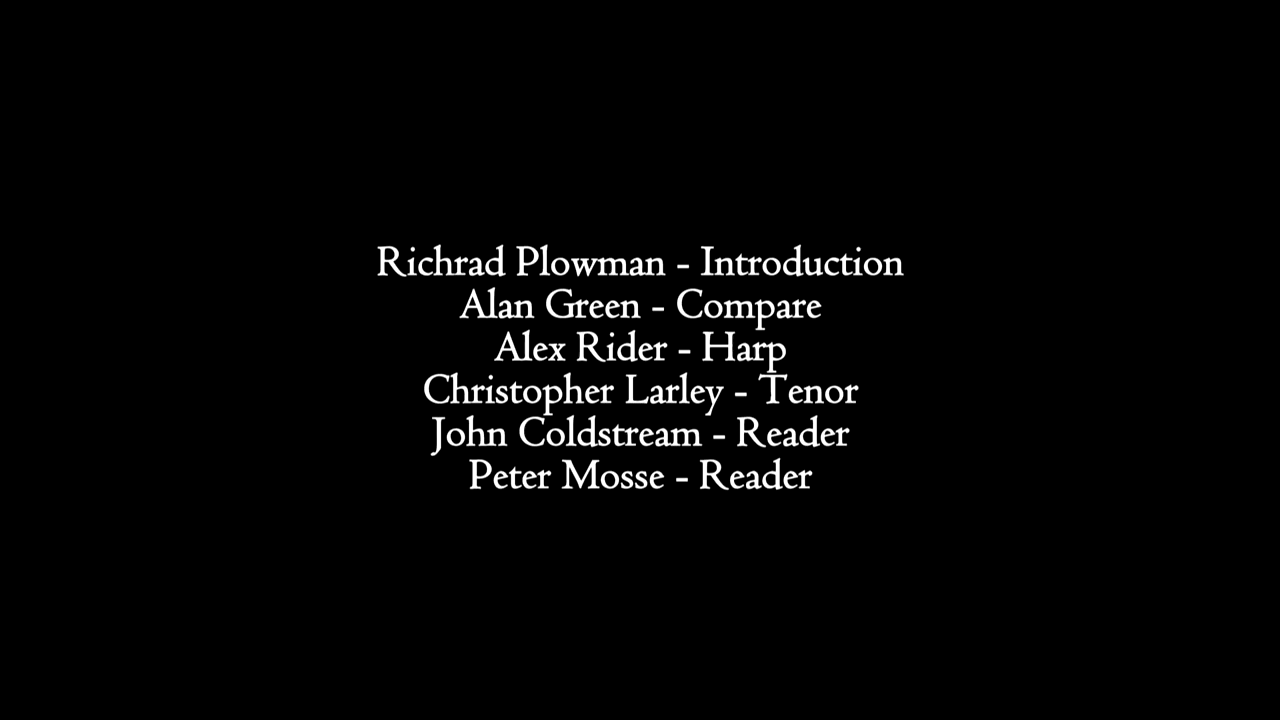 Richrad Plowman - Introduction
Alan Green - Compare
Alex Rider - Harp
Christopher Larley - Tenor
John Coldstream - Reader
Peter Mosse - Reader